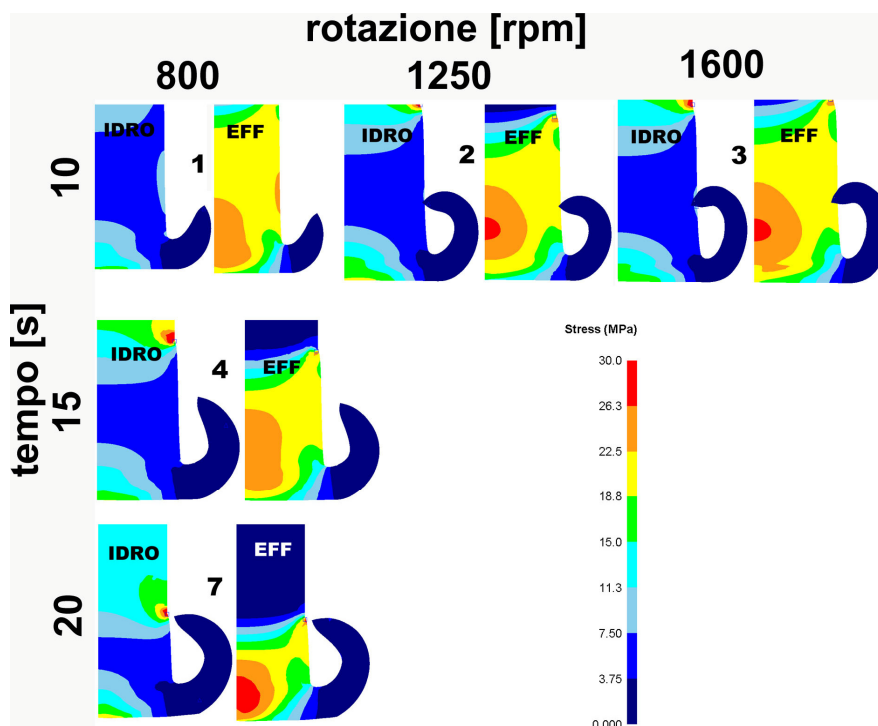 rotazione [rpm]
800 1250 1600
tempo [s]
10
IDRO 1 EFF IDRO 2 EFF IDRO 3 EFF
15
IDRO 4 EFF
Stress (MPa)
30.0
26.3
22.5
18.8
15.0
11.3
7.50
3.75
0.000
20
IDRO 7 EFF